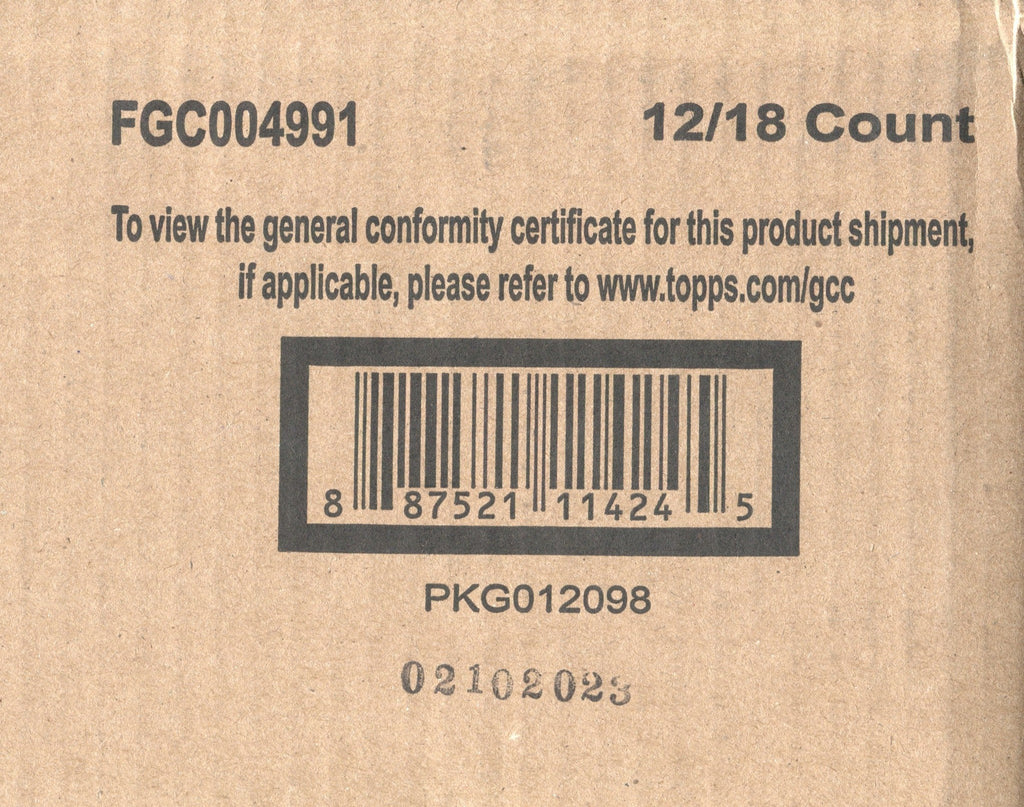 FGC004991 12/18 Count
To view the general conformity certificate for this product shipment,
if applicable, please refer to www.topps.com/gcc
8 87521 11424 5
PKG012098
02102023